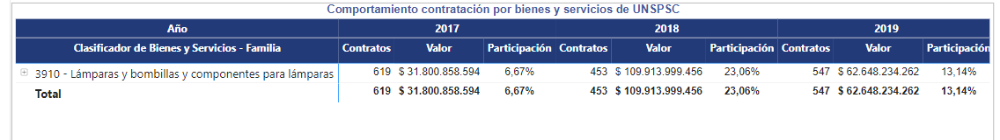 Comportamiento contratación por bienes y servicios de UNSPSC
Año 2017 2018 2019
Clasificador de Bienes y Servicios - Familia Contratos Valor Participación Contratos Valor Participación Contratos Valor Participación
3910 - Lámparas y bombillas y componentes para lámparas 619 $ 31.800.858.594 6,67% 453 $ 109.913.999.456 23,06% 547 $ 62.648.234.262 13,14%
Total 619 $ 31.800.858.594 6,67% 453 $ 109.913.999.456 23,06% 547 $ 62.648.234.262 13,14%